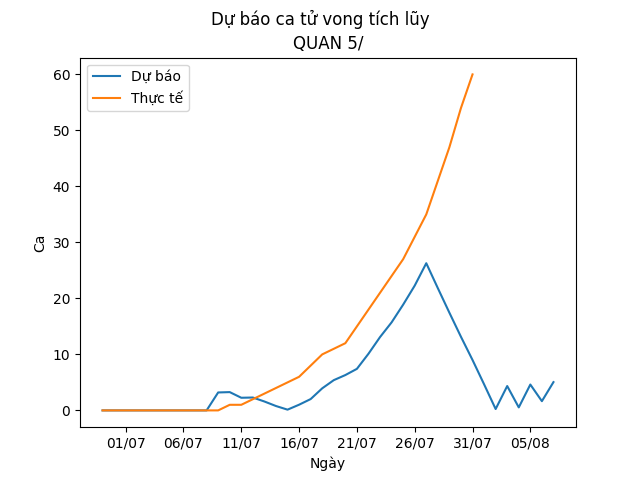 Dự báo ca tử vong tích lũy
QUAN 5/
Dự báo
Thực tế
60
50
40
30
20
10
0
Ca
01/07 06/07 11/07 16/07 21/07 26/07 31/07 05/08
Ngày